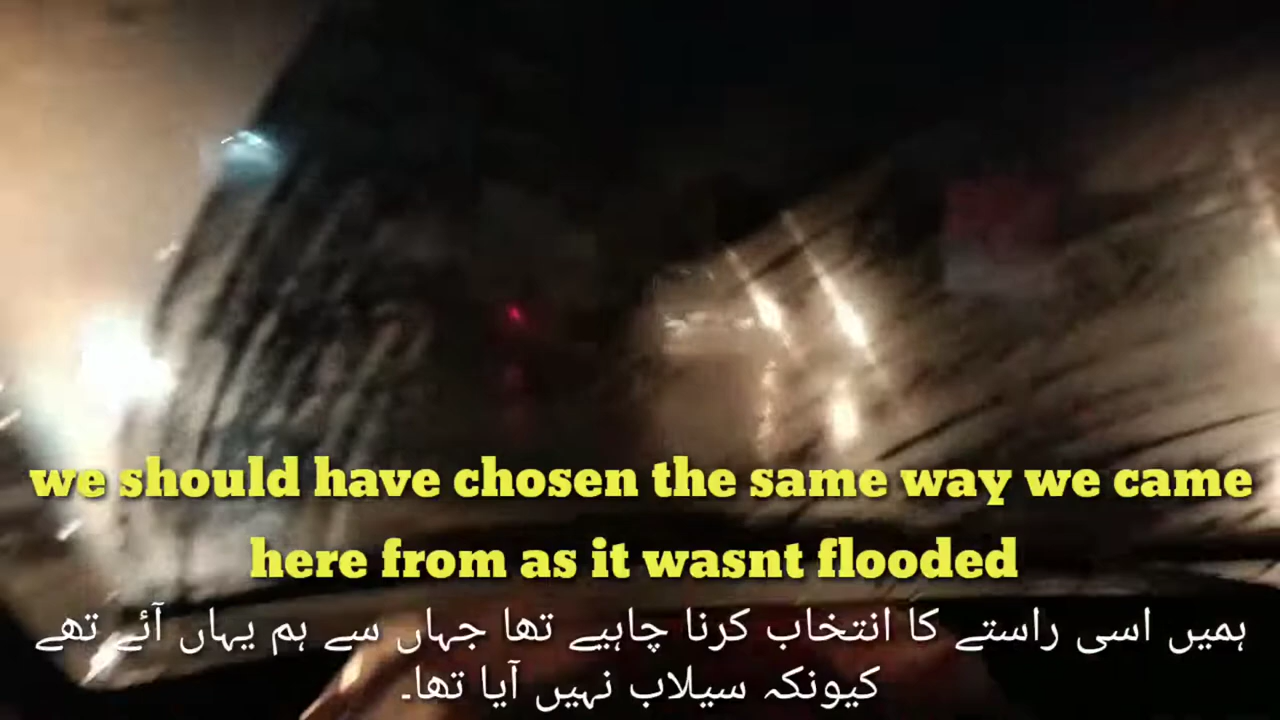 we should have chosen the same way we came
here from as it wasnt flooded
ہمیں اسی راستے کا انتخاب کرنا چاہیے تھا جہاں سے ہم یہاں آئے تھے
کیونکہ سیلاب نہیں آیا تھا۔